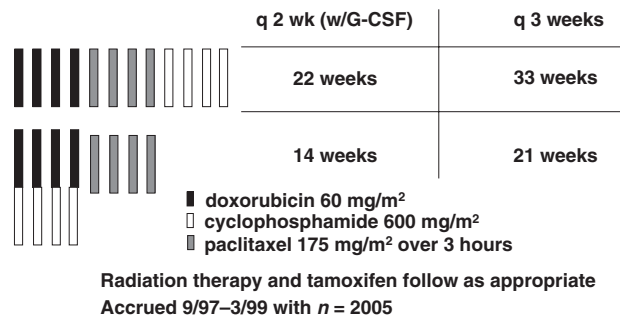 q 2 wk (w/G-CSF) q 3 weeks
22 weeks 33 weeks
14 weeks 21 weeks
doxorubicin 60 mg/m²
cyclophosphamide 600 mg/m²
paclitaxel 175 mg/m² over 3 hours
Radiation therapy and tamoxifen follow as appropriate
Accrued 9/97–3/99 with n = 2005